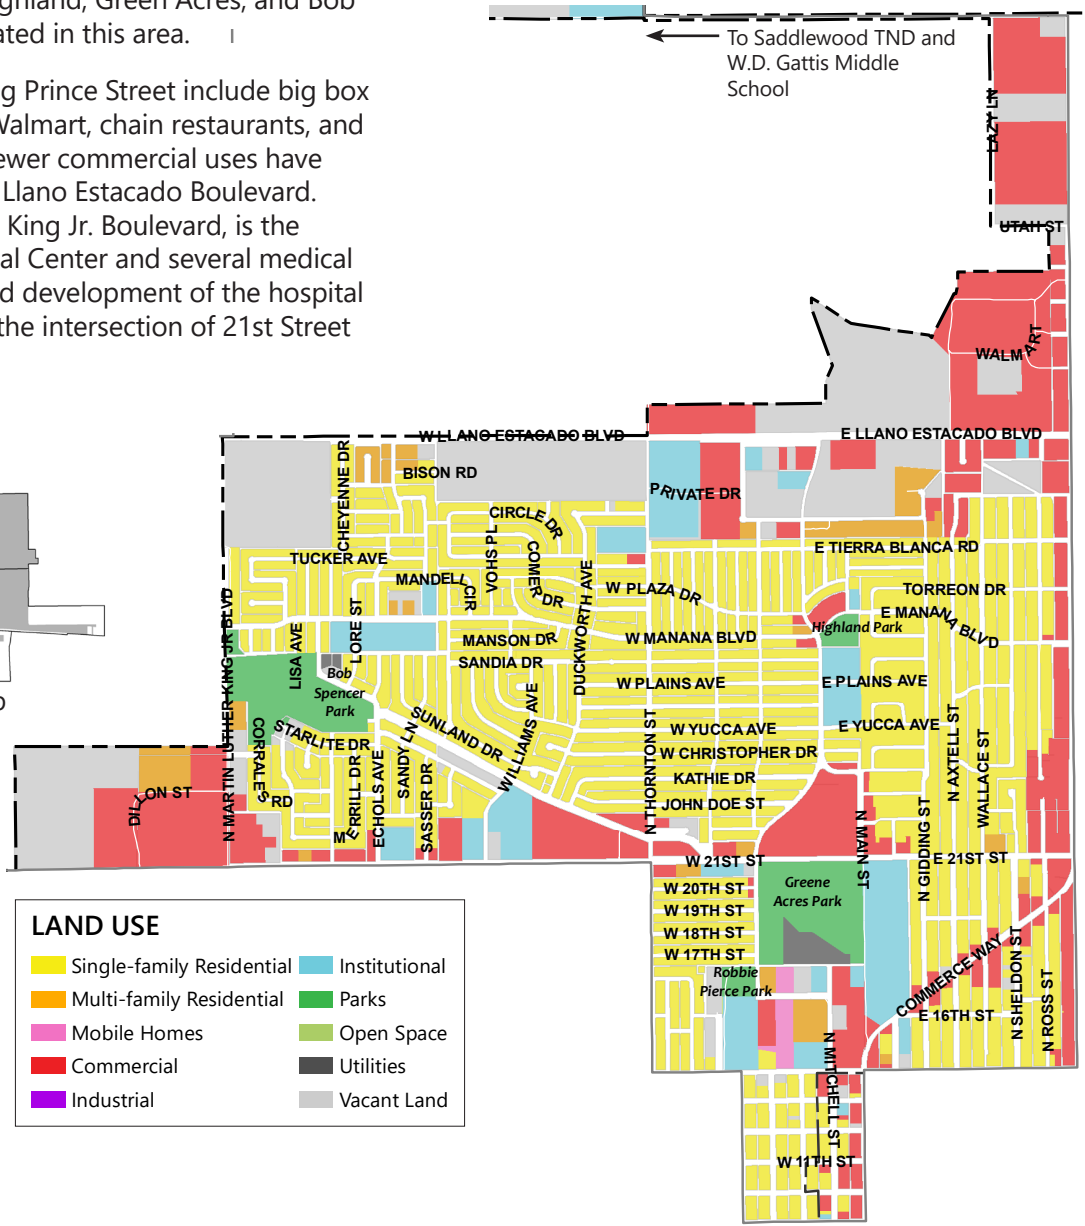 ghland, Green Acres, and Bob
ated in this area.
g Prince Street include big box
Walmart, chain restaurants, and
ewer commercial uses have
Llano Estacado Boulevard.
King Jr. Boulevard, is the
al Center and several medical
d development of the hospital
the intersection of 21st Street
To Saddlewood TND and
W.D. Gattis Middle
School
LAZY LN
UTAH ST
WALMART
W LLANO ESTACADO BLVD
E LLANO ESTACADO BLVD
CHEYENNE DR
BISON RD
PRIVATE DR
CIRCLE DR
VOHS PL
COMER DR
TUCKER AVE
E TIERRA BLANCA RD
MANDELL CIR
DUCKWORTH AVE
W PLAZA DR
TORREON DR
E MANANA BLVD
N MARTIN LUTHER KING JR BLVD
LISA AVE
LORE ST
MANSON DR
W MANANA BLVD
Highland Park
SANDIA DR
Bob
Spencer
Park
W PLAINS AVE
E PLAINS AVE
CORRALES RD
STARLITE DR
SUNLAND DR
WILLIAMS AVE
W YUCCA AVE
E YUCCA AVE
W CHRISTOPHER DR
N THORNTON ST
KATHIE DR
JOHN DOE ST
N AXTELL ST
WALLACE ST
DILLON ST
MERRILL DR
ECHOLS AVE
SANDY LN
SASSER DR
N MAIN ST
N GIDDING ST
W 21ST ST
E 21ST ST
W 20TH ST
W 19TH ST
W 18TH ST
W 17TH ST
Greene
Acres Park
Robbie
Pierce Park
COMMERCE WAY
E 16TH ST
N SHELDON ST
N ROSS ST
N MITCHELL ST
W 11TH ST
LAND USE
Single-family Residential
Multi-family Residential
Mobile Homes
Commercial
Industrial
Institutional
Parks
Open Space
Utilities
Vacant Land